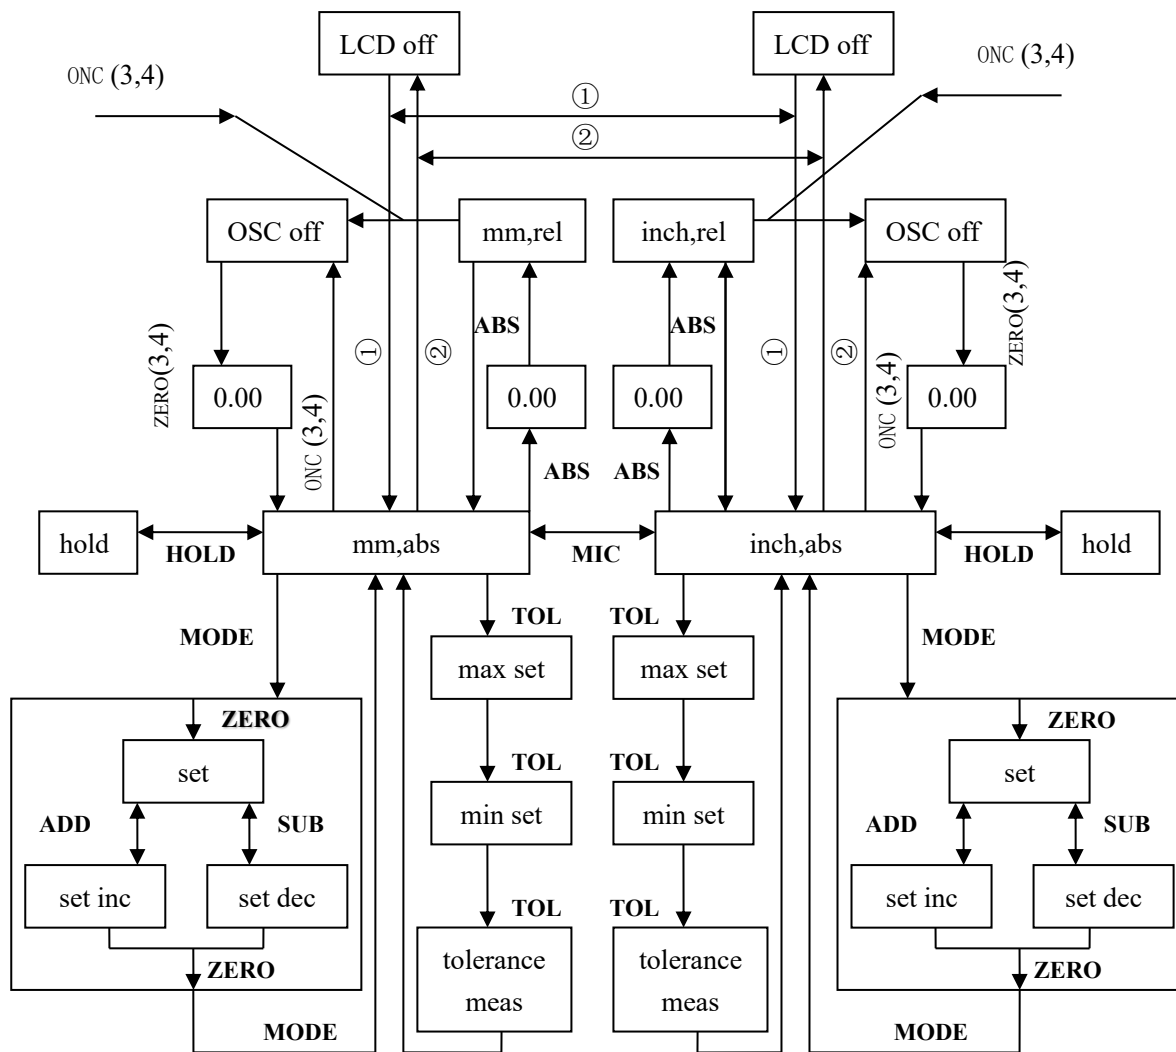 LCD off
LCD off
ONC (3,4)
ONC (3,4)
①
②
OSC off
mm,rel
inch,rel
OSC off
ZERO(3,4)
①
②
ABS
ABS
①
②
ZERO(3,4)
0.00
0.00
0.00
0.00
ONC (3,4)
ABS
ABS
ONC (3,4)
hold
HOLD
mm,abs
MIC
inch,abs
HOLD
hold
MODE
TOL
TOL
MODE
max set
max set
ZERO
ZERO
set
TOL
TOL
set
min set
min set
ADD
SUB
ADD
SUB
set inc
set dec
TOL
TOL
set inc
set dec
ZERO
tolerance
meas
tolerance
meas
ZERO
MODE
MODE